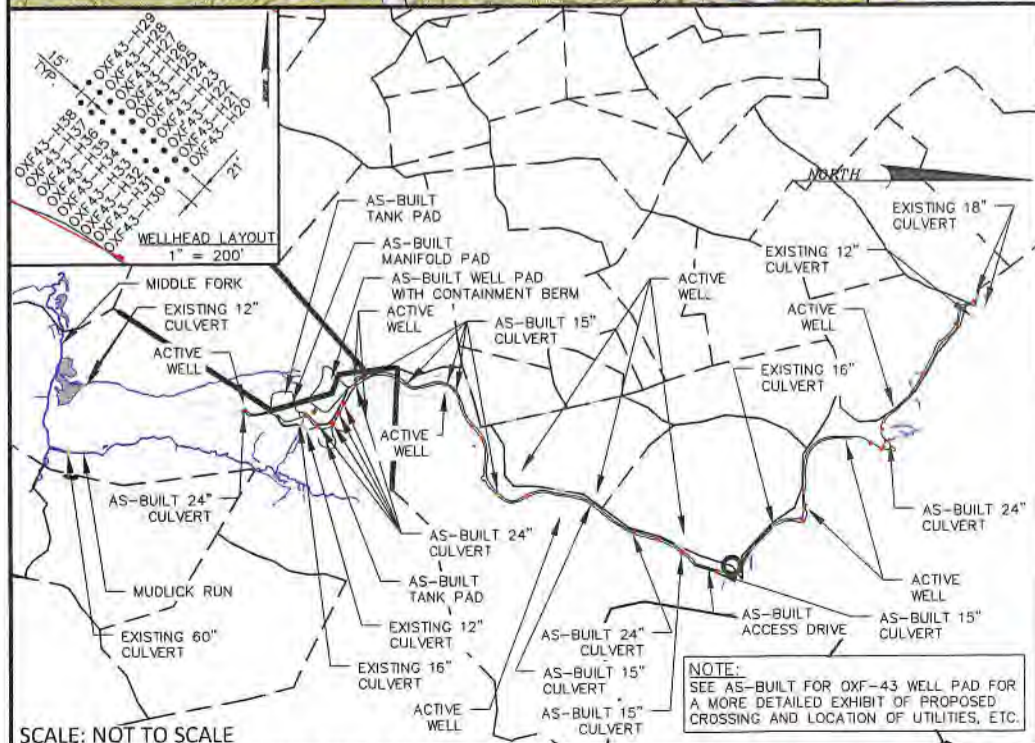 OXF43-H29
OXF43-H28
OXF43-H27
OXF43-H26
OXF43-H25
OXF43-H24
OXF43-H23
OXF43-H22
OXF43-H21
OXF43-H20
15'
TYP.
OXF43-H38
OXF43-H37
OXF43-H36
OXF43-H35
OXF43-H34
OXF43-H33
OXF43-H32
OXF43-H31
OXF43-H30
21'
WELLHEAD LAYOUT
1" = 200'
AS-BUILT
TANK PAD
AS-BUILT
MANIFOLD PAD
AS-BUILT WELL PAD
WITH CONTAINMENT BERM
ACTIVE
WELL
AS-BUILT 15"
CULVERT
ACTIVE
WELL
NORTH
EXISTING 18"
CULVERT
EXISTING 12"
CULVERT
ACTIVE
WELL
EXISTING 16"
CULVERT
MIDDLE FORK
EXISTING 12"
CULVERT
ACTIVE
WELL
ACTIVE
WELL
AS-BUILT 24"
CULVERT
AS-BUILT 24"
CULVERT
AS-BUILT 24"
CULVERT
MUDLICK RUN
EXISTING 60"
CULVERT
AS-BUILT
TANK PAD
EXISTING 12"
CULVERT
EXISTING 16"
CULVERT
ACTIVE
WELL
AS-BUILT 24"
CULVERT
AS-BUILT 15"
CULVERT
AS-BUILT 15"
CULVERT
AS-BUILT
ACCESS DRIVE
ACTIVE
WELL
AS-BUILT 15"
CULVERT
NOTE:
SEE AS-BUILT FOR OXF-43 WELL PAD FOR
A MORE DETAILED EXHIBIT OF PROPOSED
CROSSING AND LOCATION OF UTILITIES, ETC.
SCALE: NOT TO SCALE